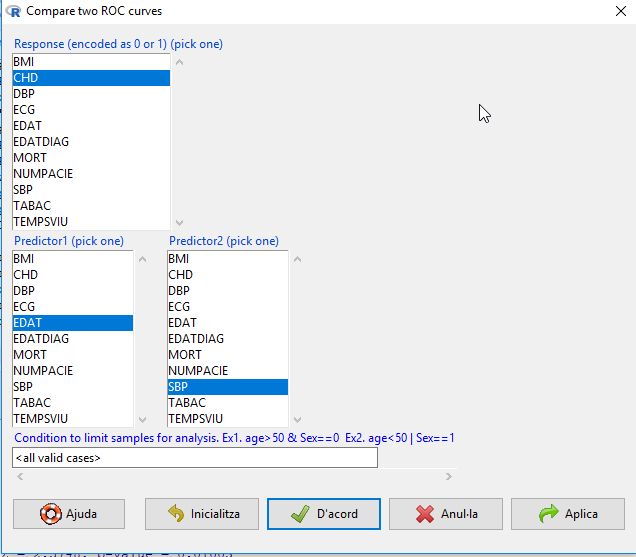 Compare two ROC curves
Response (encoded as 0 or 1) (pick one)
BMI
CHD
DBP
ECG
EDAT
EDATDIAG
MORT
NUMPACIE
SBP
TABAC
TEMPSVIU
Predictor1 (pick one)
BMI
CHD
DBP
ECG
EDAT
EDATDIAG
MORT
NUMPACIE
SBP
TABAC
TEMPSVIU
Predictor2 (pick one)
BMI
CHD
DBP
ECG
EDAT
EDATDIAG
MORT
NUMPACIE
SBP
TABAC
TEMPSVIU
Condition to limit samples for analysis. Ex1. age>50 & Sex==0 Ex2. age<50 | Sex==1
<all valid cases>
Ajuda Inicialitza D'acord Anul·la Aplica